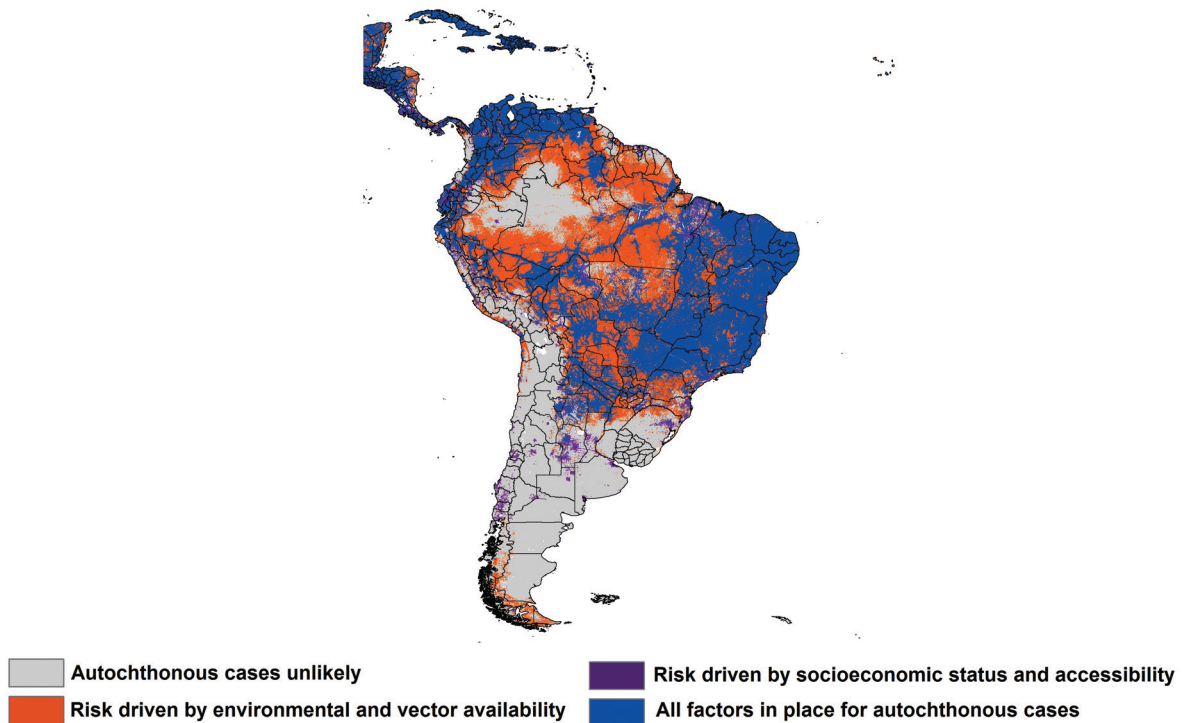 Autochthonous cases unlikely
Risk driven by environmental and vector availability
Risk driven by socioeconomic status and accessibility
All factors in place for autochthonous cases